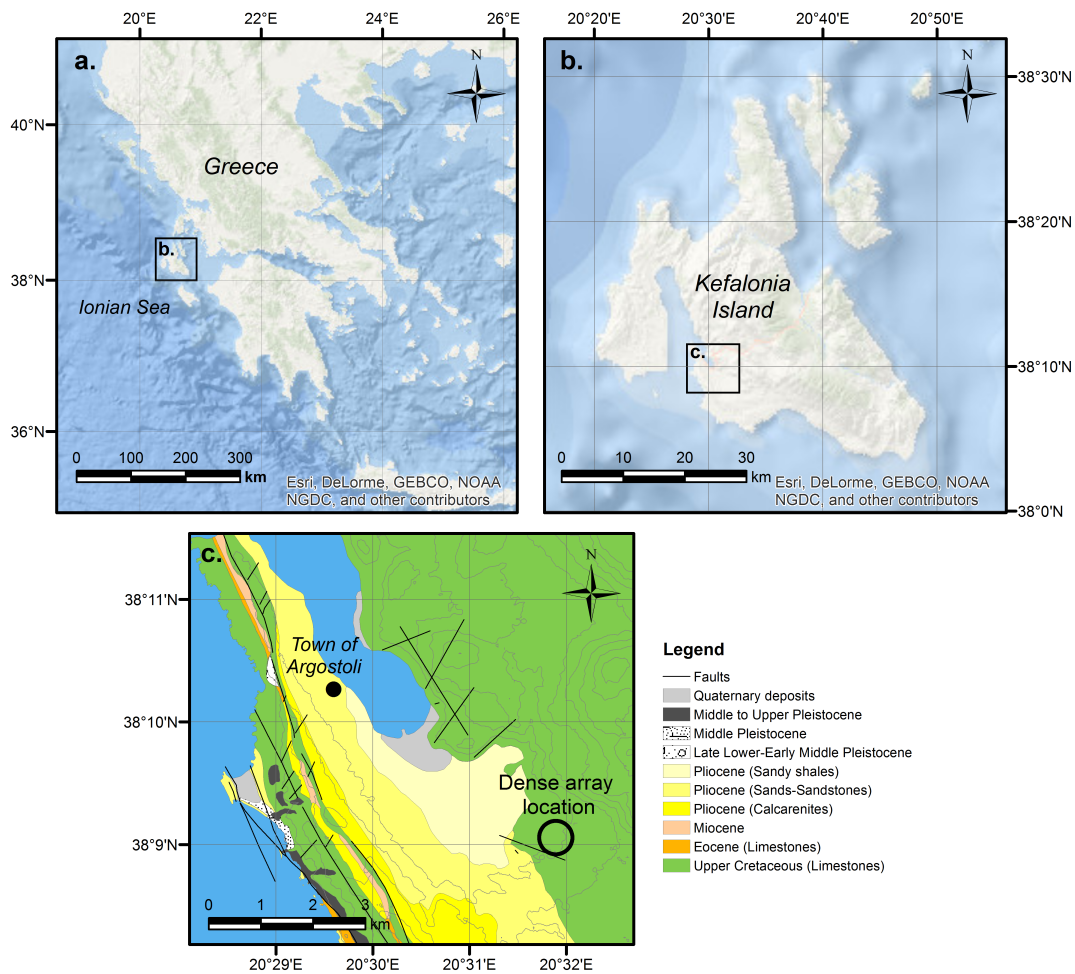 20°E 22°E 24°E 26°E
a.
N
40°N
Greece
b.
38°N
Ionian Sea
36°N
0 100 200 300
km
Esri, DeLorme, GEBCO, NOAA
NGDC, and other contributors
20°20'E 20°30'E 20°40'E 20°50'E
b.
N
38°30'N
38°20'N
Kefalonia
Island
c.
38°10'N
0 10 20 30
km
Esri, DeLorme, GEBCO, NOAA
NGDC, and other contributors
38°0'N
c.
N
38°11'N
Town of
Argostoli
38°10'N
Dense array
location
38°9'N
0 1 2 3
km
20°29'E 20°30'E 20°31'E 20°32'E
Legend
Faults
Quaternary deposits
Middle to Upper Pleistocene
Middle Pleistocene
Late Lower-Early Middle Pleistocene
Pliocene (Sandy shales)
Pliocene (Sands-Sandstones)
Pliocene (Calcarenites)
Miocene
Eocene (Limestones)
Upper Cretaceous (Limestones)